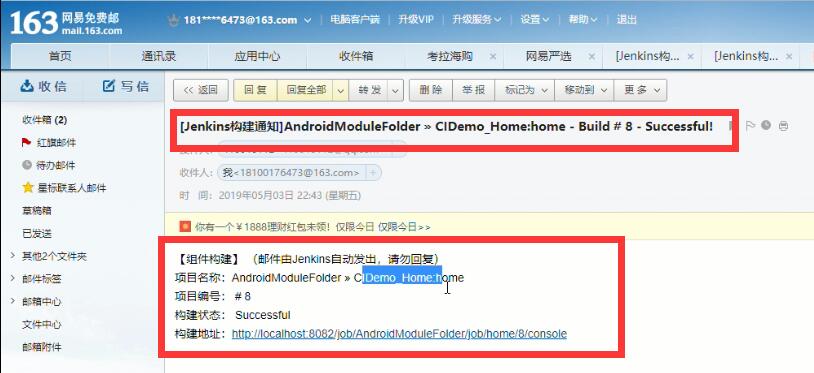 163 网易免费邮
mail.163.com
181****6473@163.com
电脑客户端 升级VIP 升级服务 设置 帮助 退出
首页 通讯录 应用中心 收件箱 考拉海购 网易严选 [Jenkins构... [Jenkins构...
收信 写信
<< 返回 回复 回复全部 转发 删除 举报 标记为 移动到 更多
收件箱 (2)
红旗邮件
待办邮件
星标联系人邮件
草稿箱
已发送
其他2个文件夹
邮件标签
邮箱中心
文件中心
邮箱附件
[Jenkins构建通知]AndroidModuleFolder » CIDemo_Home:home - Build # 8 - Successful!
收件人: 我<18100176473@163.com> +
时 间: 2019年05月03日 22:43 (星期五)
你有一个￥1888理财红包未领！仅限今日 仅限今日>>
【组件构建】 (邮件由Jenkins自动发出，请勿回复)
项目名称：AndroidModuleFolder » CIDemo_Home:home
项目编号： # 8
构建状态： Successful
构建地址：http://localhost:8082/job/AndroidModuleFolder/job/home/8/console